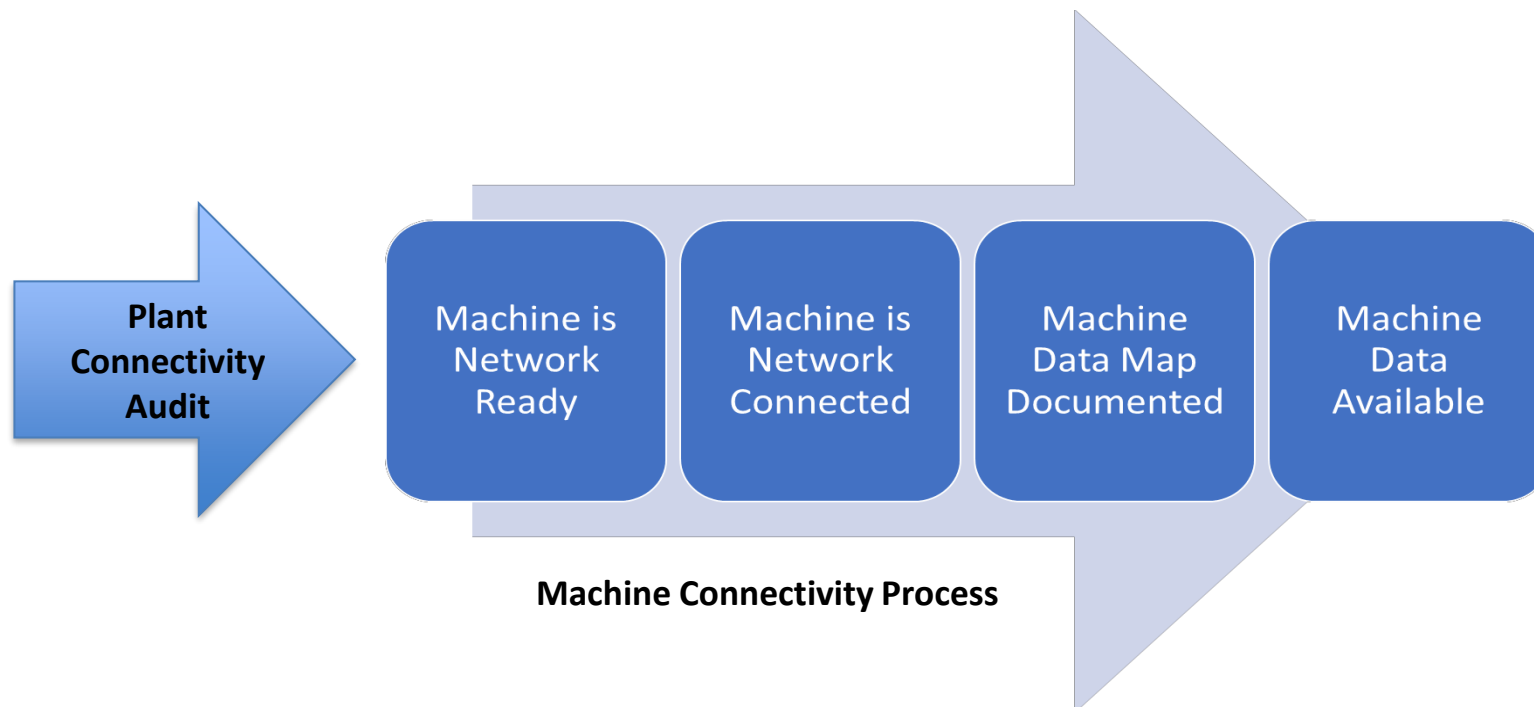 Plant
Connectivity
Audit
Machine is
Network
Ready
Machine is
Network
Connected
Machine
Data Map
Documented
Machine
Data
Available
Machine Connectivity Process